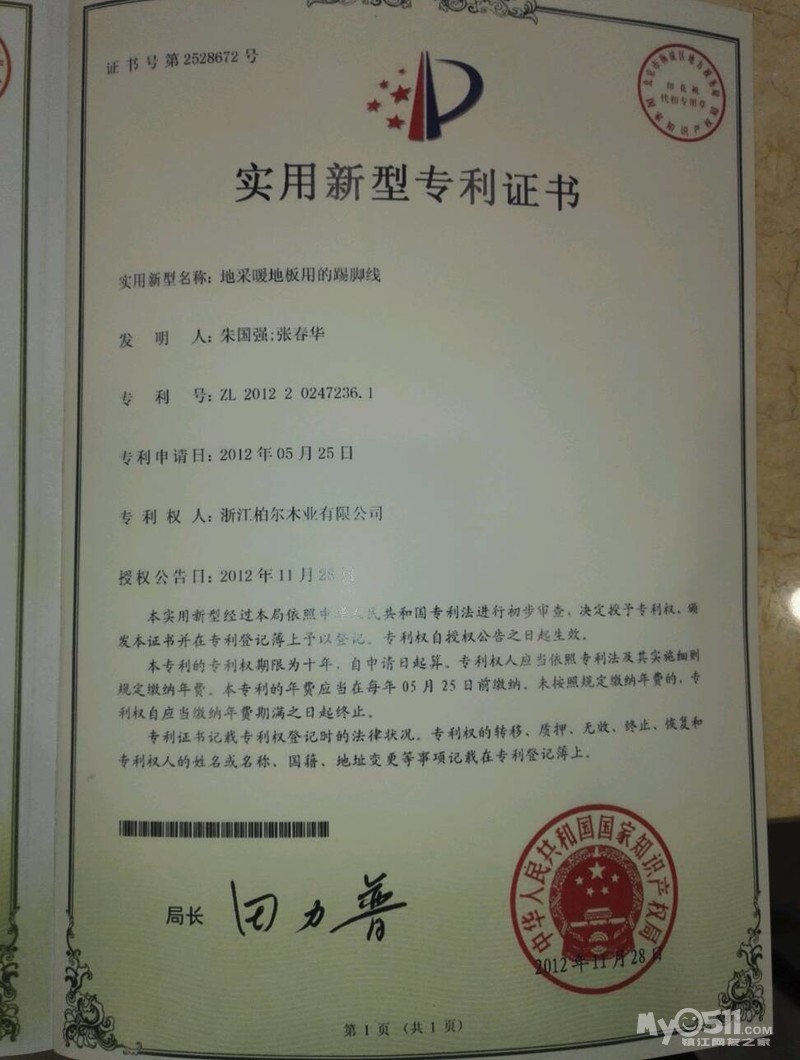 证书号第2528672号
实用新型专利证书
实用新型名称：地采暖地板用的踢脚线
发明人：朱国强;张春华
专利号：ZL 2012 2 0247236.1
专利申请日：2012年05月25日
专利权人：浙江柏尔木业有限公司
授权公告日：2012年11月28日
本实用新型经过本局依照中华人民共和国专利法进行初步审查，决定授予专利权，颁
发本证书并在专利登记簿上予以登记。专利权自授权公告之日起生效。
本专利的专利权期限为十年，自申请日起算。专利权人应当依照专利法及其实施细则
规定缴纳年费。本专利的年费应当在每年05月25日前缴纳。未按照规定缴纳年费的，专
利权自应当缴纳年费期满之日起终止。
专利证书记载专利权登记时的法律状况。专利权的转移、质押、无效、终止、恢复和
专利权人的姓名或名称、国籍、地址变更等事项记载在专利登记簿上。
局长 田力普
中华人民共和国国家知识产权局
2012年11月28日
第1页（共1页）
My0511.com
镇江网友之家